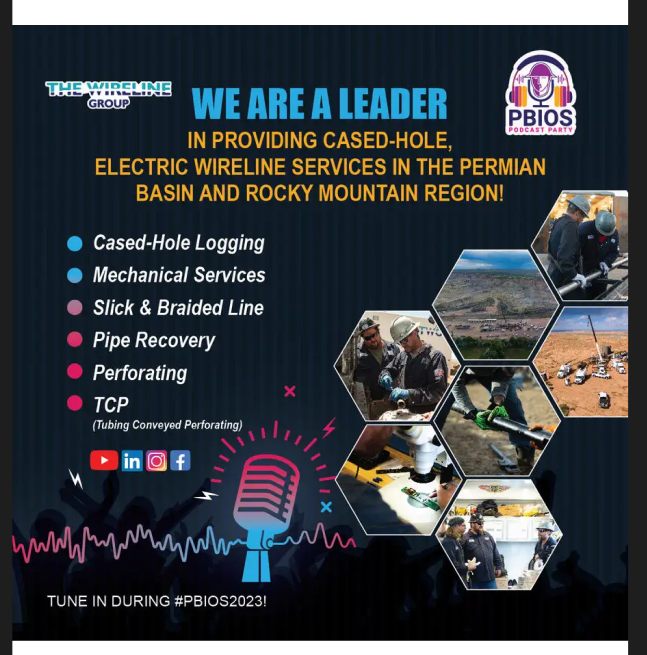 THE WIRELINE
GROUP
WE ARE A LEADER
PBIOS
PODCAST PARTY
IN PROVIDING CASED-HOLE,
ELECTRIC WIRELINE SERVICES IN THE PERMIAN
BASIN AND ROCKY MOUNTAIN REGION!
Cased-Hole Logging
Mechanical Services
Slick & Braided Line
Pipe Recovery
Perforating
TCP
(Tubing Conveyed Perforating)
in
f
TUNE IN DURING #PBIOS2023!